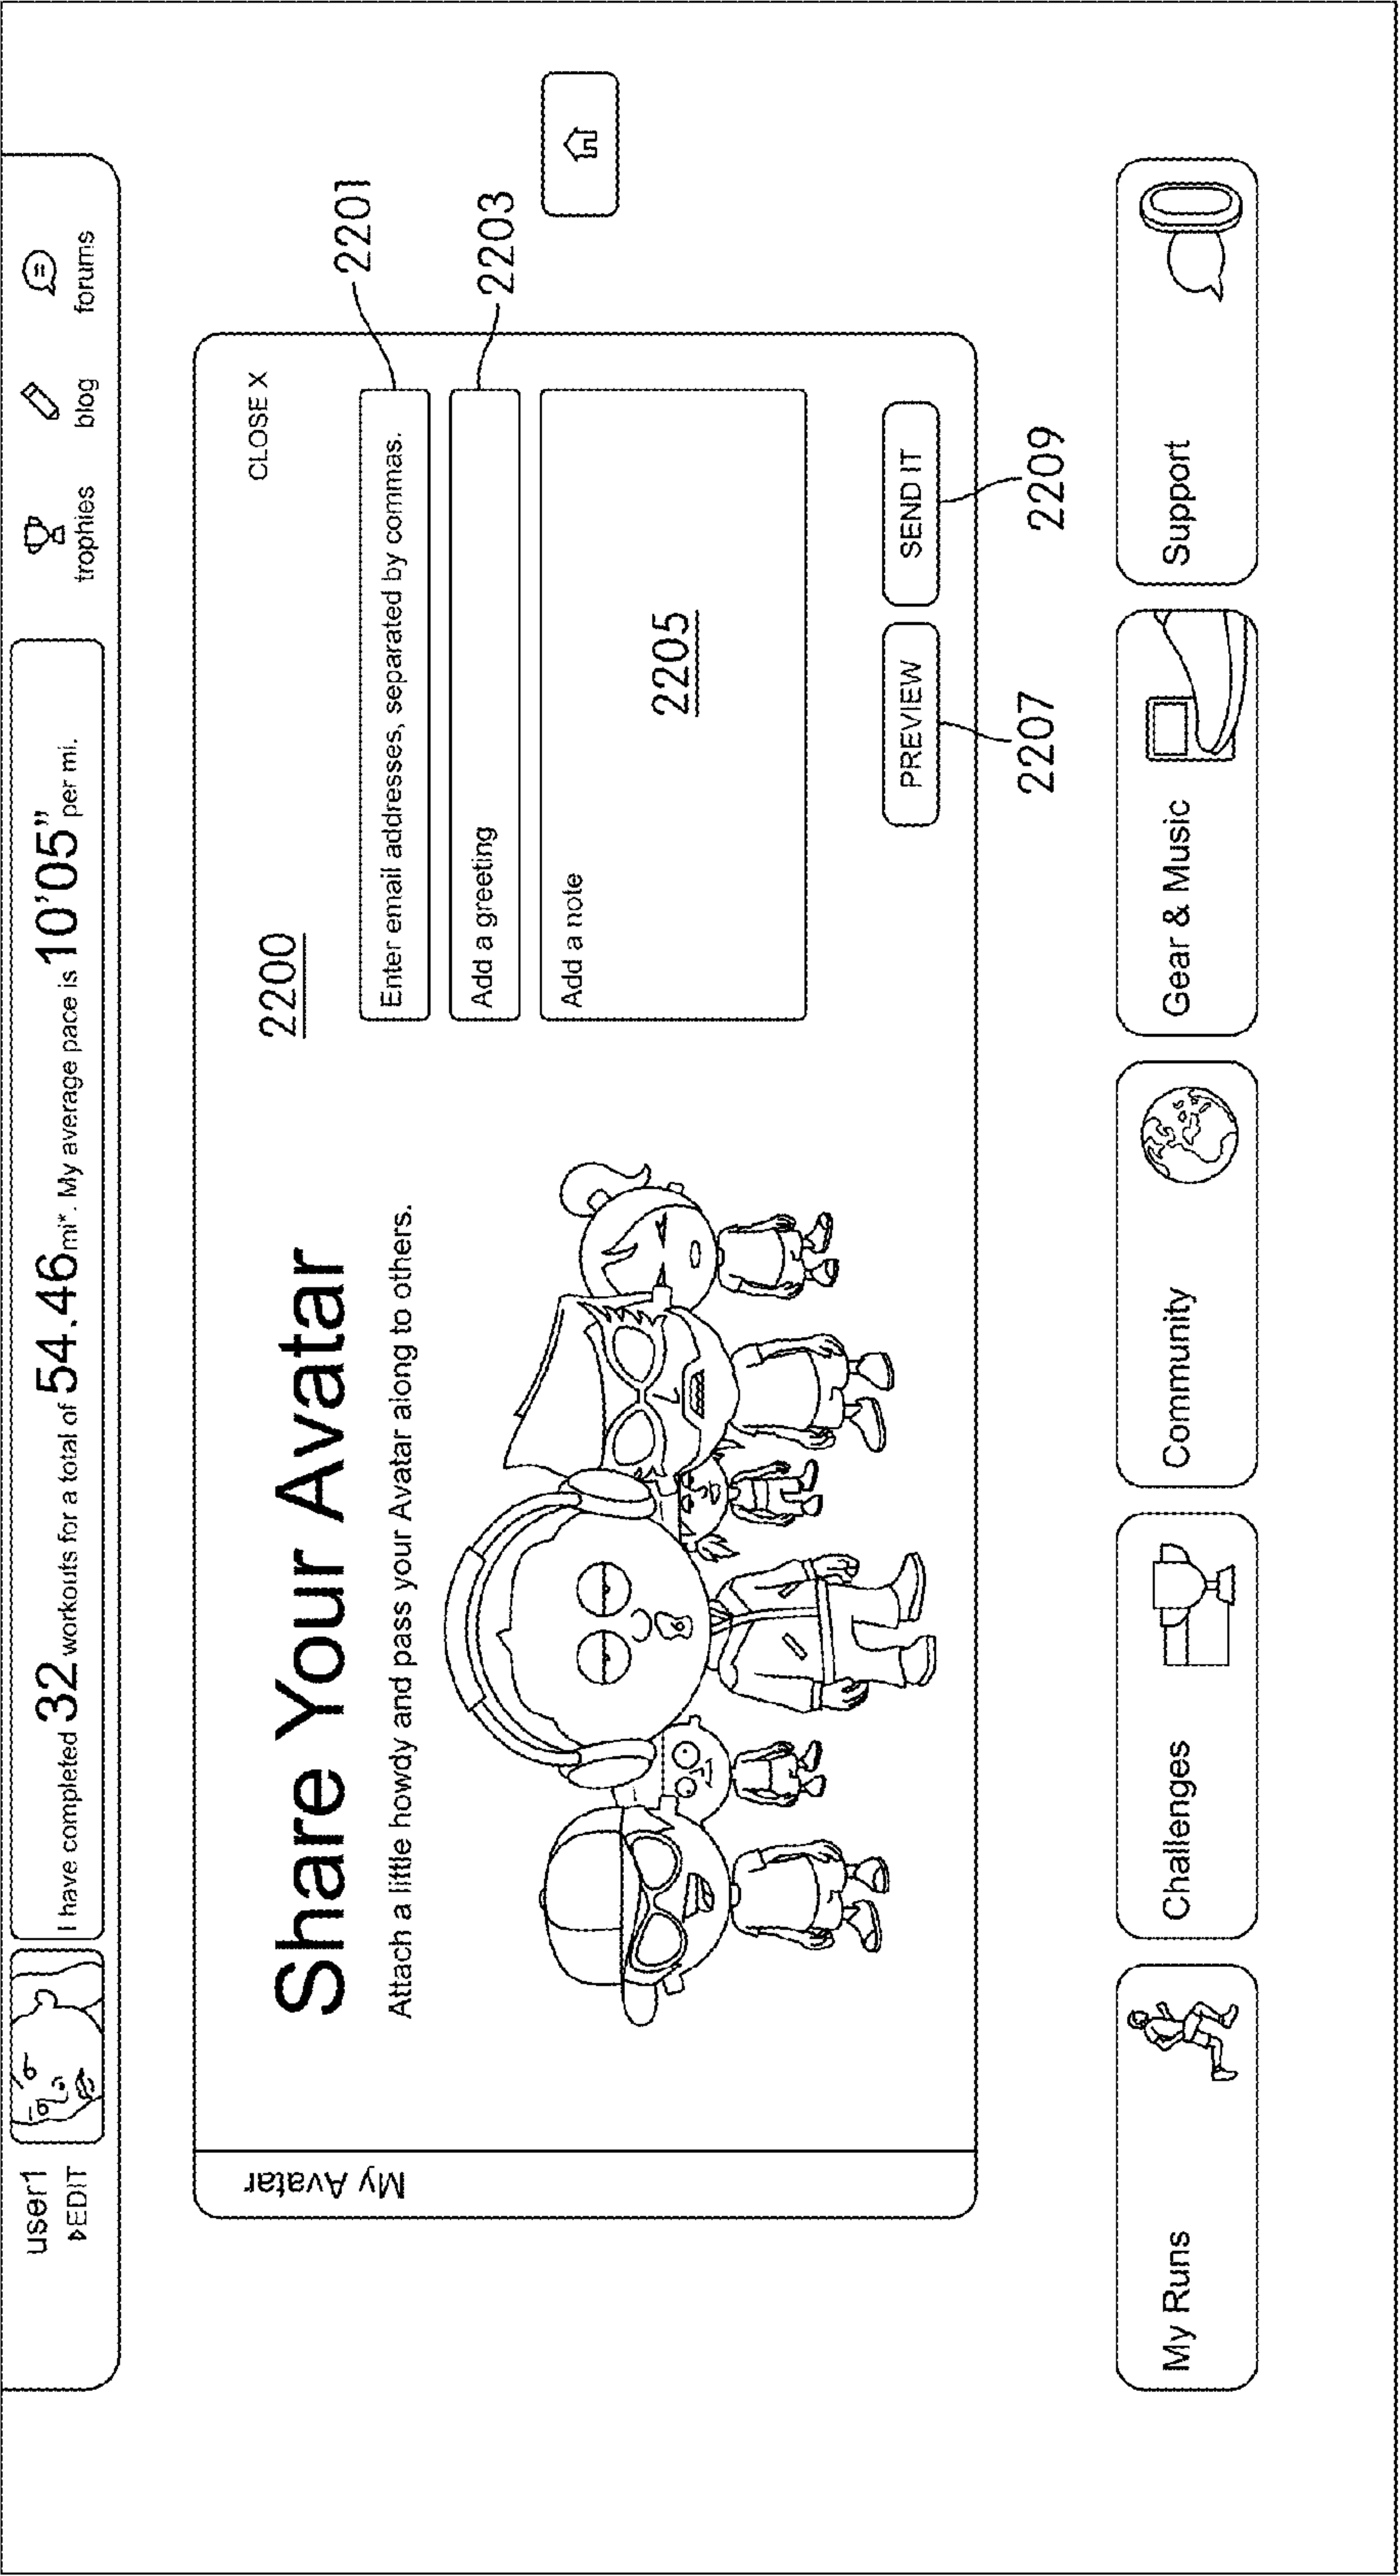 user1
▷EDIT
I have completed 32 workouts for a total of 54.46mi*. My average pace is 10’05” per mi.
trophies
blog
forums
My Avatar
Share Your Avatar
Attach a little howdy and pass your Avatar along to others.
2200
CLOSE X
Enter email addresses, separated by commas.
2201
Add a greeting
2203
Add a note
2205
PREVIEW
SEND IT
2207
2209
My Runs
Challenges
Community
Gear & Music
Support